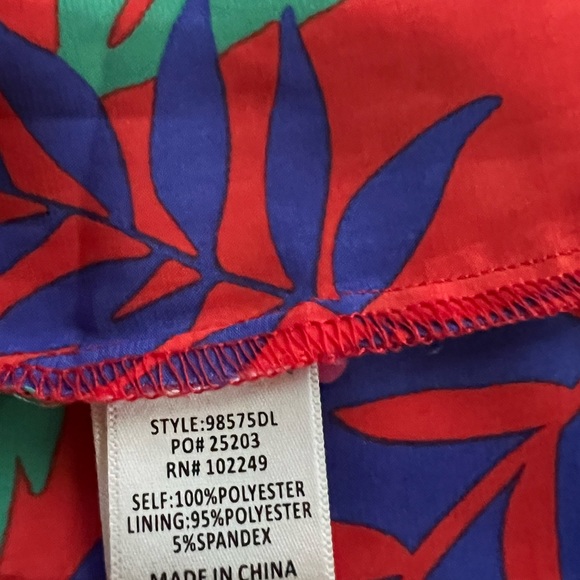 STYLE:98575DL
PO# 25203
RN# 102249
SELF:100%POLYESTER
LINING:95%POLYESTER
5%SPANDEX
MADE IN CHINA